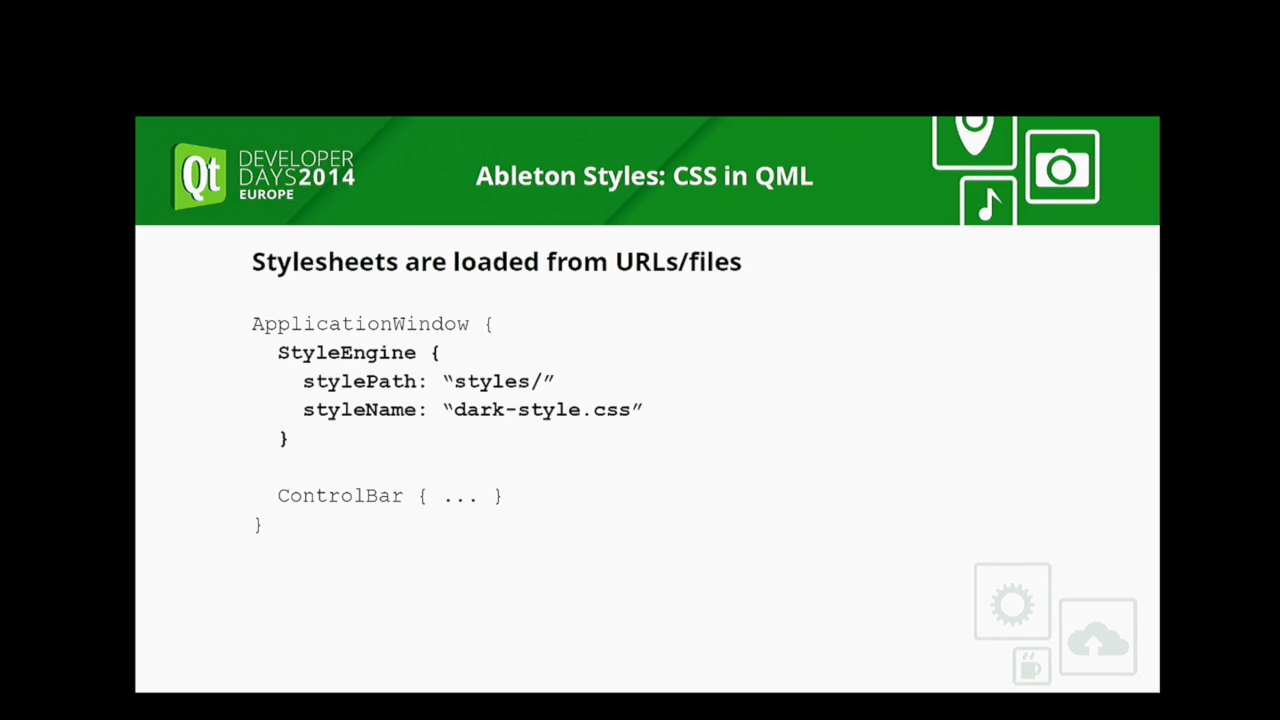 Qt
DEVELOPER
DAYS2014
EUROPE
Ableton Styles: CSS in QML
Stylesheets are loaded from URLs/files
ApplicationWindow {
  StyleEngine {
    stylePath: “styles/”
    styleName: “dark-style.css”
  }
  ControlBar { ... }
}